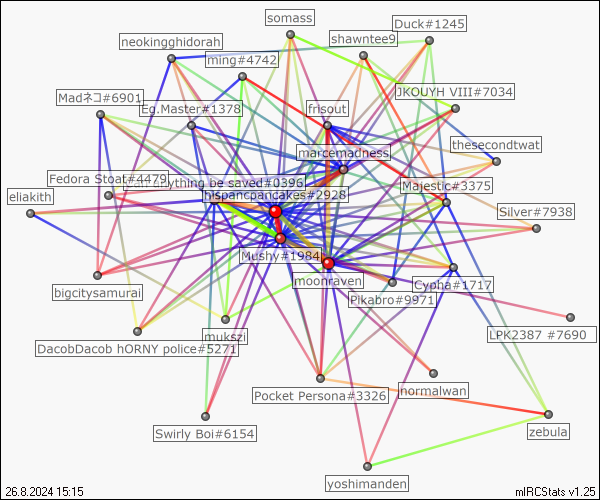 somass
Duck#1245
neokingghidorah
shawntee9
ming#4742
JKOUYH VIII#7034
Madネコ#6901
Eg.Master#1378
frisout
thesecondtwat
marcemadness
Fedora Stoat#4479
anything be saved#0396
Majestic#3375
eliakith
bispancpancakes#2928
Silver#7938
Mushy#1984
moonraven
Cypha#1717
bigcitysamurai
Pikabro#9971
mukszi
LPK2387 #7690
DacobDacob hORNY police#5271
Pocket Persona#3326
normalwan
Swirly Boi#6154
zebula
yoshimanden
26.8.2024 15:15
mIRCStats v1.25